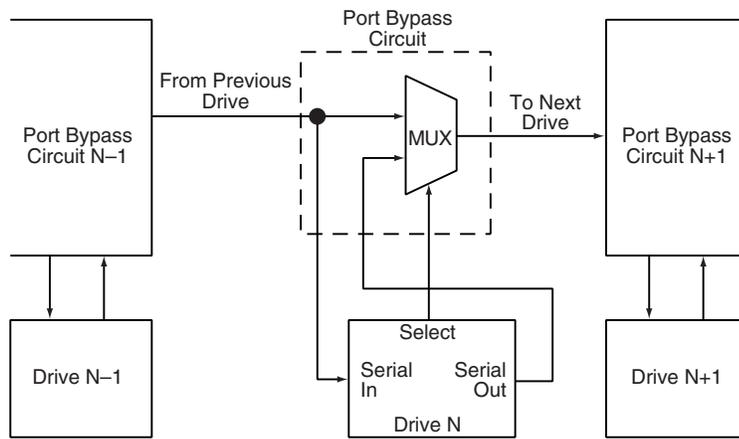 Port Bypass
Circuit
From Previous
Drive
To Next
Drive
Port Bypass
Circuit N–1
MUX
Port Bypass
Circuit N+1
Select
Drive N–1
Serial
In
Serial
Out
Drive N
Drive N+1